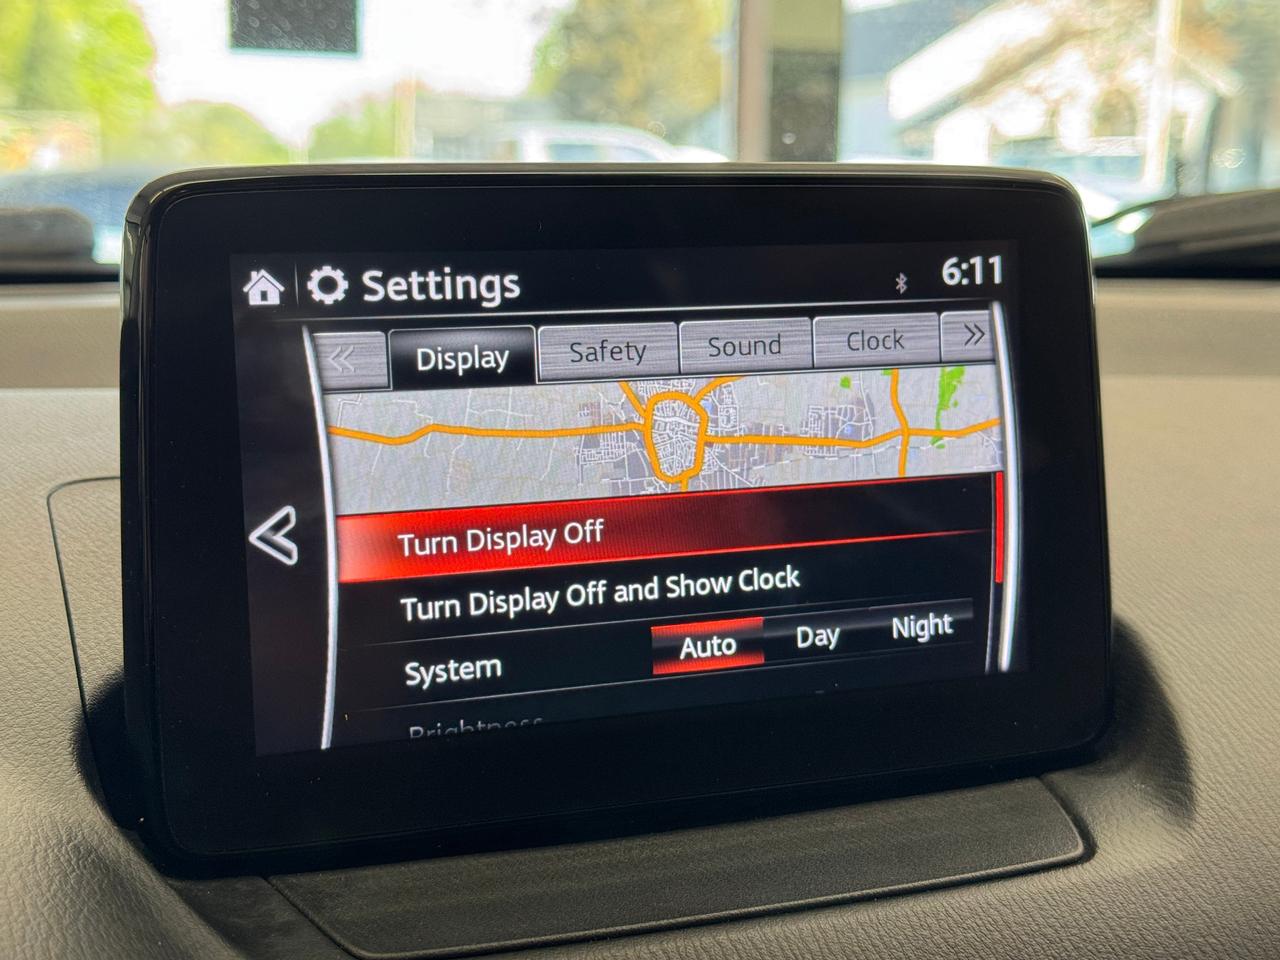 Settings
6:11
Display
Safety
Sound
Clock
Turn Display Off
Turn Display Off and Show Clock
System
Auto
Day
Night
Brightness